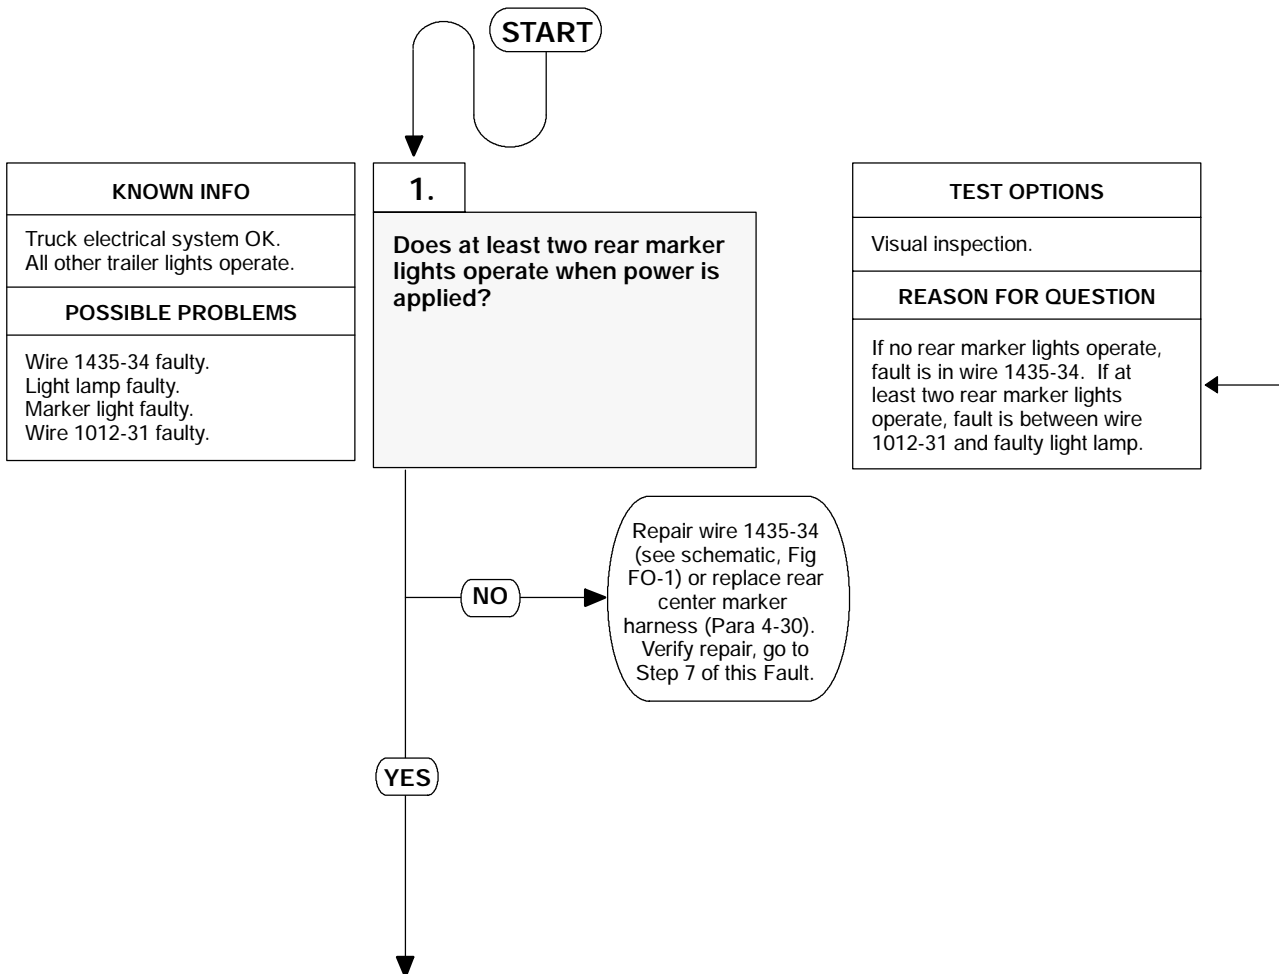 START
KNOWN INFO
Truck electrical system OK.
All other trailer lights operate.
POSSIBLE PROBLEMS
Wire 1435-34 faulty.
Light lamp faulty.
Marker light faulty.
Wire 1012-31 faulty.
1.
Does at least two rear marker
lights operate when power is
applied?
TEST OPTIONS
Visual inspection.
REASON FOR QUESTION
If no rear marker lights operate,
fault is in wire 1435-34.  If at
least two rear marker lights
operate, fault is between wire
1012-31 and faulty light lamp.
NO
Repair wire 1435-34
(see schematic, Fig
FO-1) or replace rear
center marker
harness (Para 4-30).
Verify repair, go to
Step 7 of this Fault.
YES